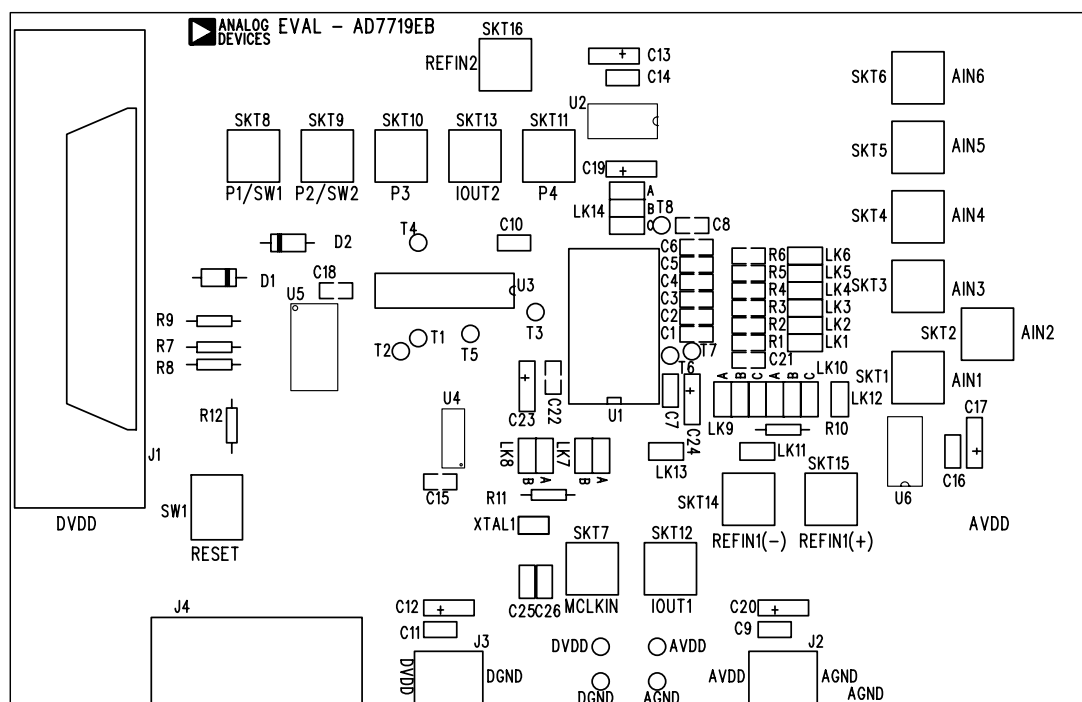 ANALOG
DEVICES
EVAL - AD7719EB
SKT16
REFIN2
C13
C14
U2
SKT6
AIN6
SKT8
SKT9
SKT10
SKT13
SKT11
SKT5
AIN5
P1/SW1
P2/SW2
P3
IOUT2
P4
C19
A
B
C
LK14
T8
C8
SKT4
AIN4
T4
C10
D2
D1
C18
U5
U3
C6
C5
C4
C3
C2
C1
R6
R5
R4
R3
R2
R1
C21
LK6
LK5
LK4
LK3
LK2
LK1
SKT3
AIN3
SKT2
AIN2
R9
R7
R8
T1
T2
T5
T3
T6
T7
SKT1
AIN1
R12
U4
C23
C22
U1
C7
C24
A
B
C
A
B
C
LK10
LK12
LK9
R10
C17
C16
U6
AVDD
J1
DVDD
SW1
RESET
C15
LK8
LK7
B
A
B
A
R11
XTAL1
LK13
LK11
SKT15
SKT14
REFIN1(-)
REFIN1(+)
SKT7
SKT12
C25
C26
MCLKIN
IOUT1
J4
C12
C11
J3
DVDD
DGND
DVDD
AVDD
DGND
AGND
C20
C9
J2
AVDD
AGND
AGND